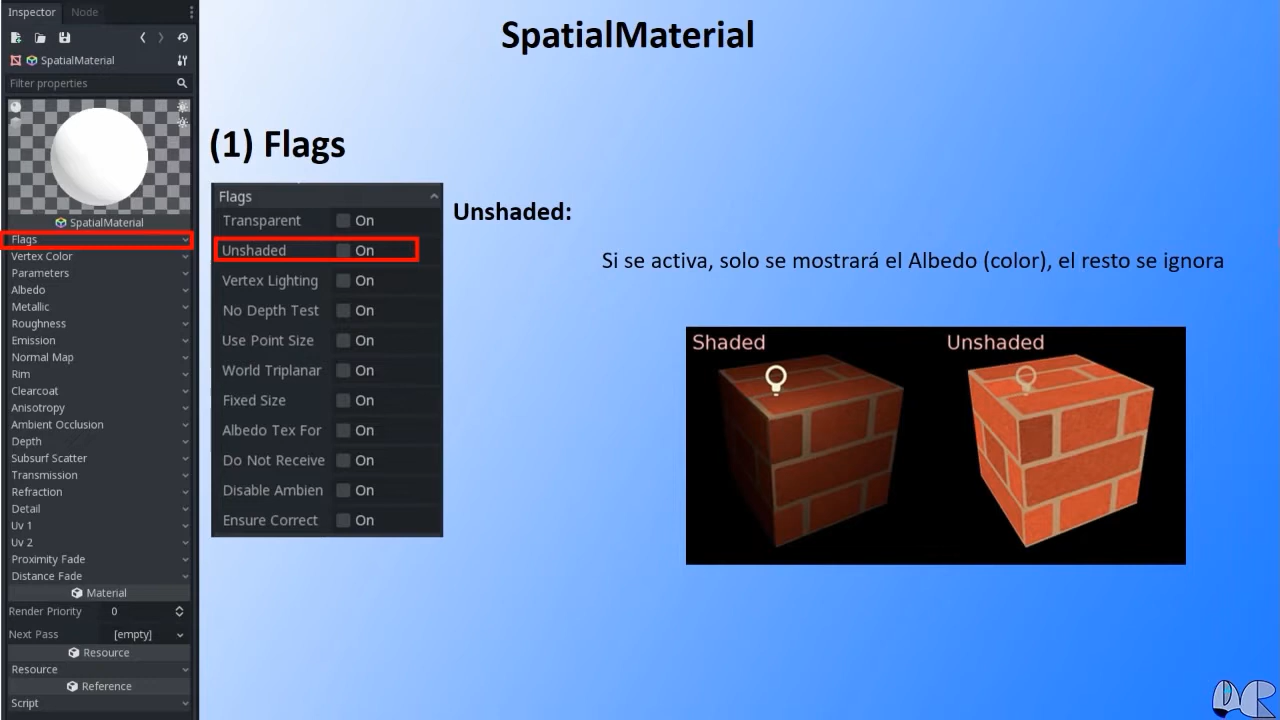 Inspector
Node
SpatialMaterial
Filter properties
SpatialMaterial
Flags
Vertex Color
Parameters
Albedo
Metallic
Roughness
Emission
Normal Map
Rim
Clearcoat
Anisotropy
Ambient Occlusion
Depth
Subsurf Scatter
Transmission
Refraction
Detail
Uv 1
Uv 2
Proximity Fade
Distance Fade
Material
Render Priority 0
Next Pass [empty]
Resource
Resource
Reference
Script
SpatialMaterial
(1) Flags
Flags
Transparent On
Unshaded On
Vertex Lighting On
No Depth Test On
Use Point Size On
World Triplanar On
Fixed Size On
Albedo Tex For On
Do Not Receive On
Disable Ambien On
Ensure Correct On
Unshaded:
Si se activa, solo se mostrará el Albedo (color), el resto se ignora
Shaded
Unshaded